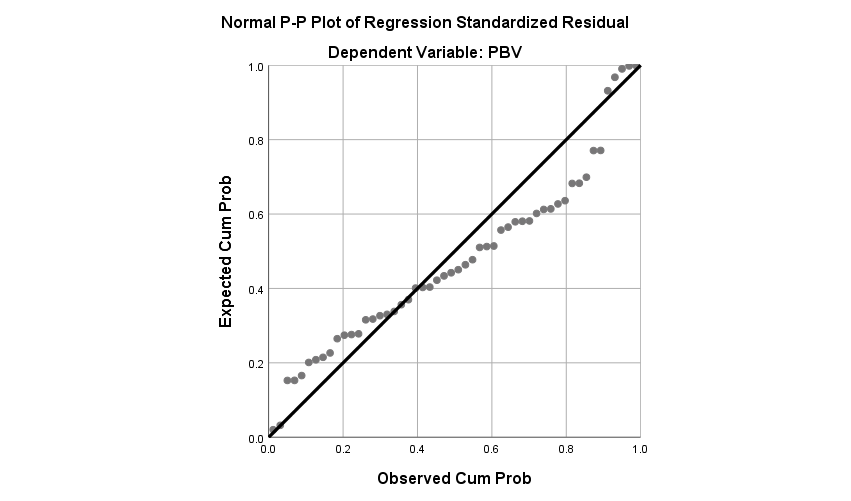 Normal P-P Plot of Regression Standardized Residual
Dependent Variable: PBV
1.0
0.8
0.6
0.4
0.2
0.0
Expected Cum Prob
0.0 0.2 0.4 0.6 0.8 1.0
Observed Cum Prob